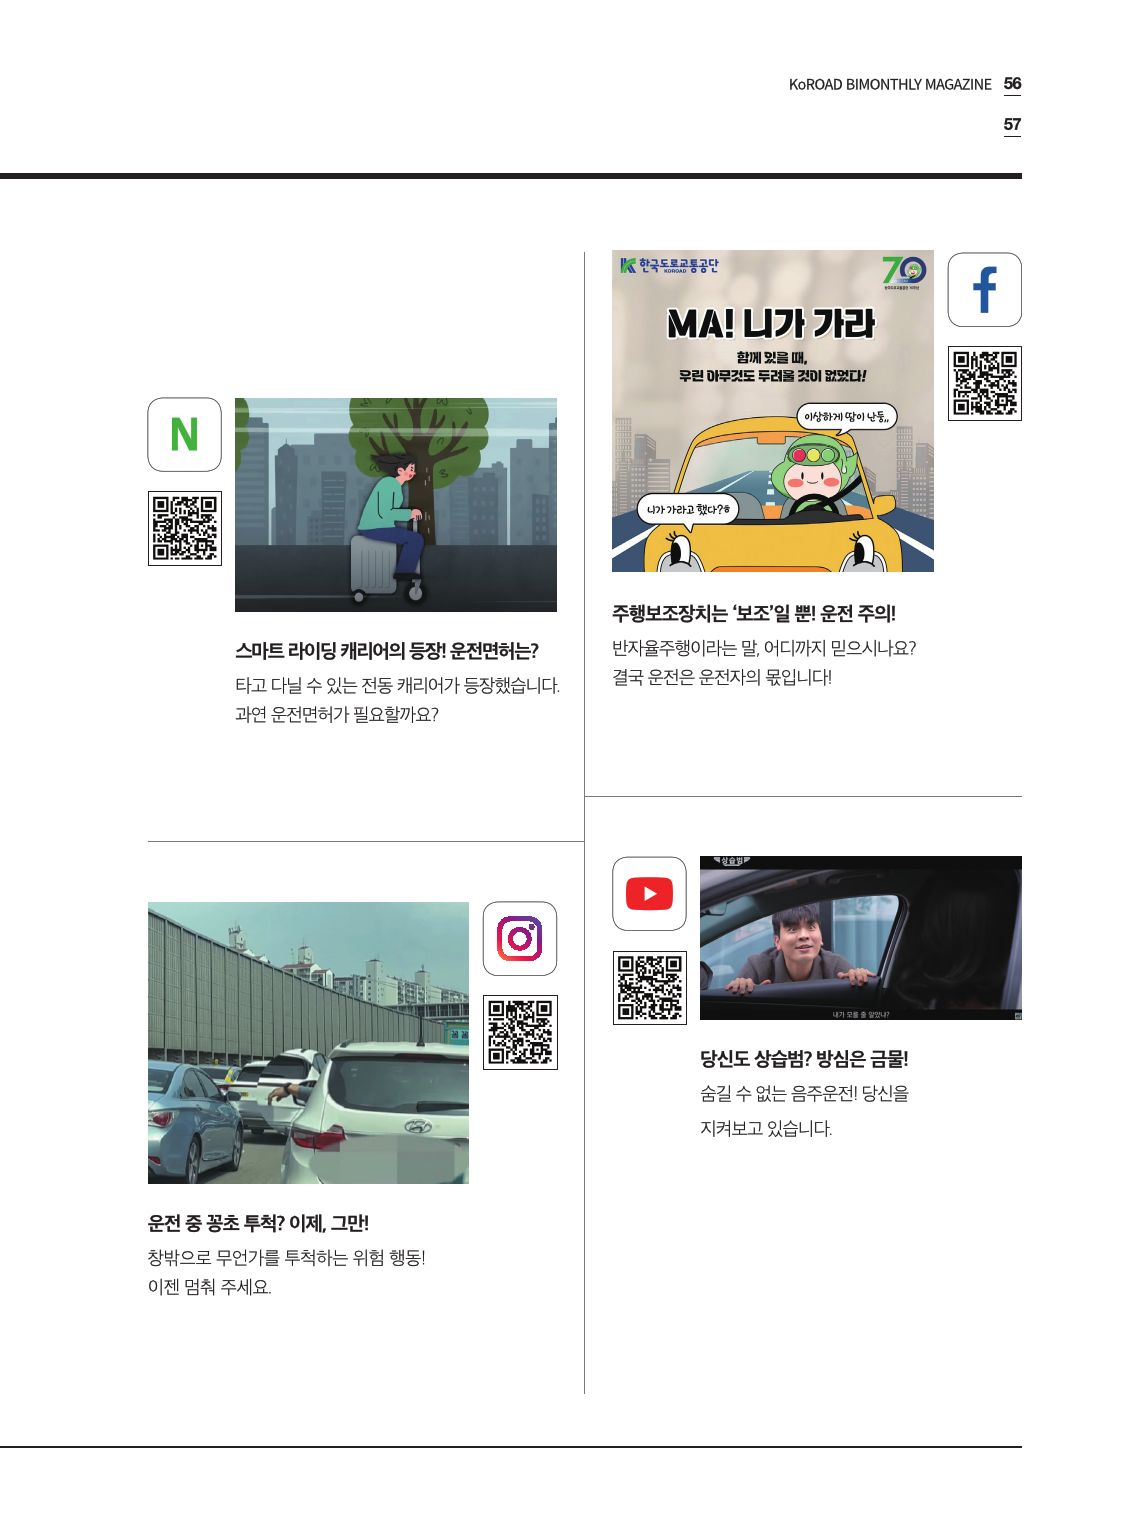 KoROAD BIMONTHLY MAGAZINE 56
57
N
스마트 라이딩 캐리어의 등장! 운전면허는?
타고 다닐 수 있는 전동 캐리어가 등장했습니다.
과연 운전면허가 필요할까요?
한국도로교통공단
KOROAD
70
MA! 니가 가라
함께 있을 때,
우린 아무것도 두려울 것이 없었다!
이상하게 땀이 난둥,,
니가 가라고 했다?ㅎ
f
주행보조장치는 ‘보조’일 뿐! 운전 주의!
반자율주행이라는 말, 어디까지 믿으시나요?
결국 운전은 운전자의 몫입니다!
운전 중 꽁초 투척? 이제, 그만!
창밖으로 무언가를 투척하는 위험 행동!
이젠 멈춰 주세요.
상습범
내가 모를 줄 알았나?
당신도 상습범? 방심은 금물!
숨길 수 없는 음주운전! 당신을
지켜보고 있습니다.